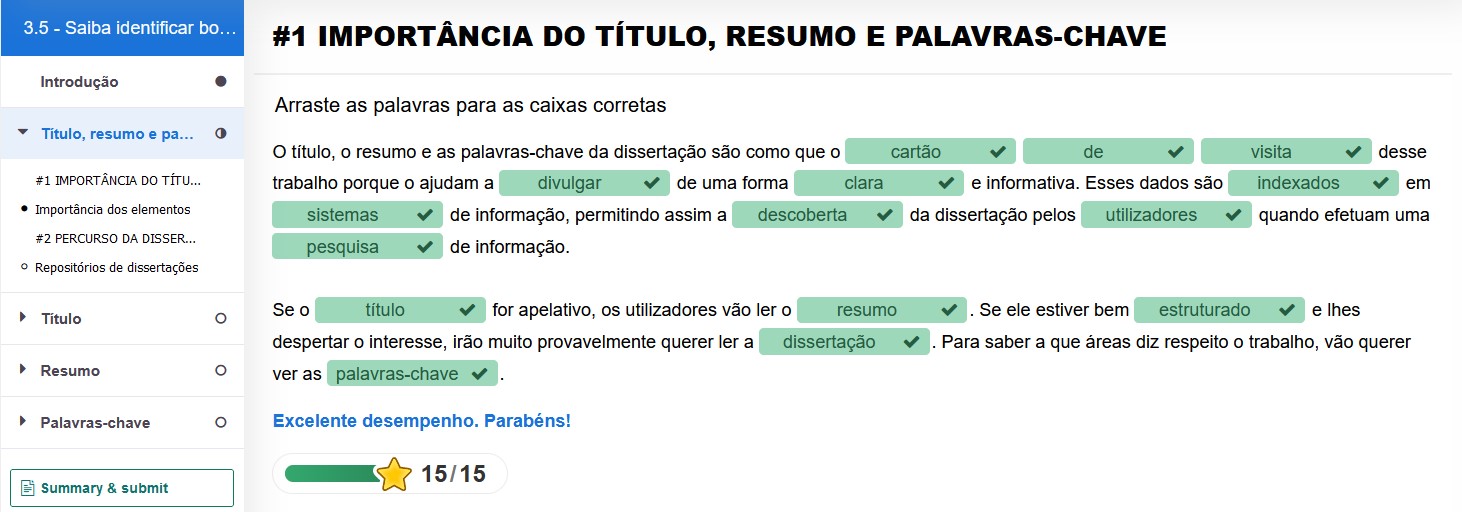 3.5 - Saiba identificar bo...
Introdução
Título, resumo e pa...
#1 IMPORTÂNCIA DO TÍTU...
Importância dos elementos
#2 PERCURSO DA DISSER...
Repositórios de dissertações
Título
Resumo
Palavras-chave
Summary & submit
#1 IMPORTÂNCIA DO TÍTULO, RESUMO E PALAVRAS-CHAVE
Arraste as palavras para as caixas corretas
O título, o resumo e as palavras-chave da dissertação são como que o cartão de visita desse
trabalho porque o ajudam a divulgar de uma forma clara e informativa. Esses dados são indexados em
sistemas de informação, permitindo assim a descoberta da dissertação pelos utilizadores quando efetuam uma
pesquisa de informação.
Se o título for apelativo, os utilizadores vão ler o resumo. Se ele estiver bem estruturado e lhes
despertar o interesse, irão muito provavelmente querer ler a dissertação. Para saber a que áreas diz respeito o trabalho, vão querer
ver as palavras-chave.
Excelente desempenho. Parabéns!
15/15